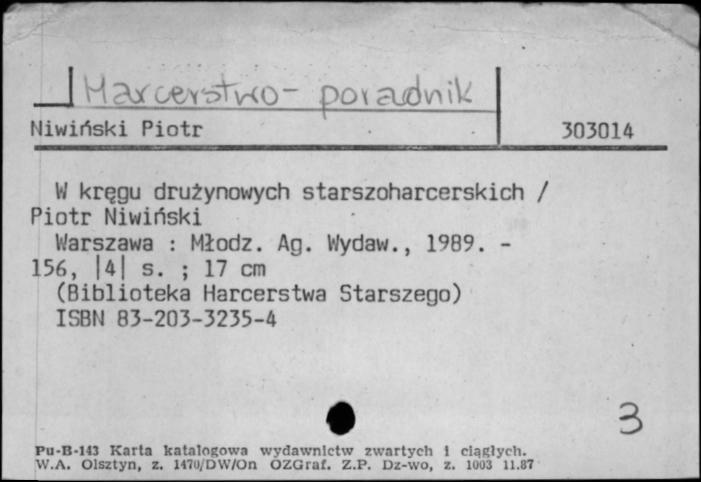 Harcerstwo - poradnik
Niwiński Piotr 303014
W kręgu drużynowych starszoharcerskich /
Piotr Niwiński
Warszawa : Młodz. Ag. Wydaw., 1989. -
156, |4| s. ; 17 cm
(Biblioteka Harcerstwa Starszego)
ISBN 83-203-3235-4
3
Pu-B-143 Karta katalogowa wydawnictw zwartych i ciągłych.
W.A. Olsztyn, z. 1470/DW/On OZGraf. Z.P. Dz-wo, z. 1003 11.87